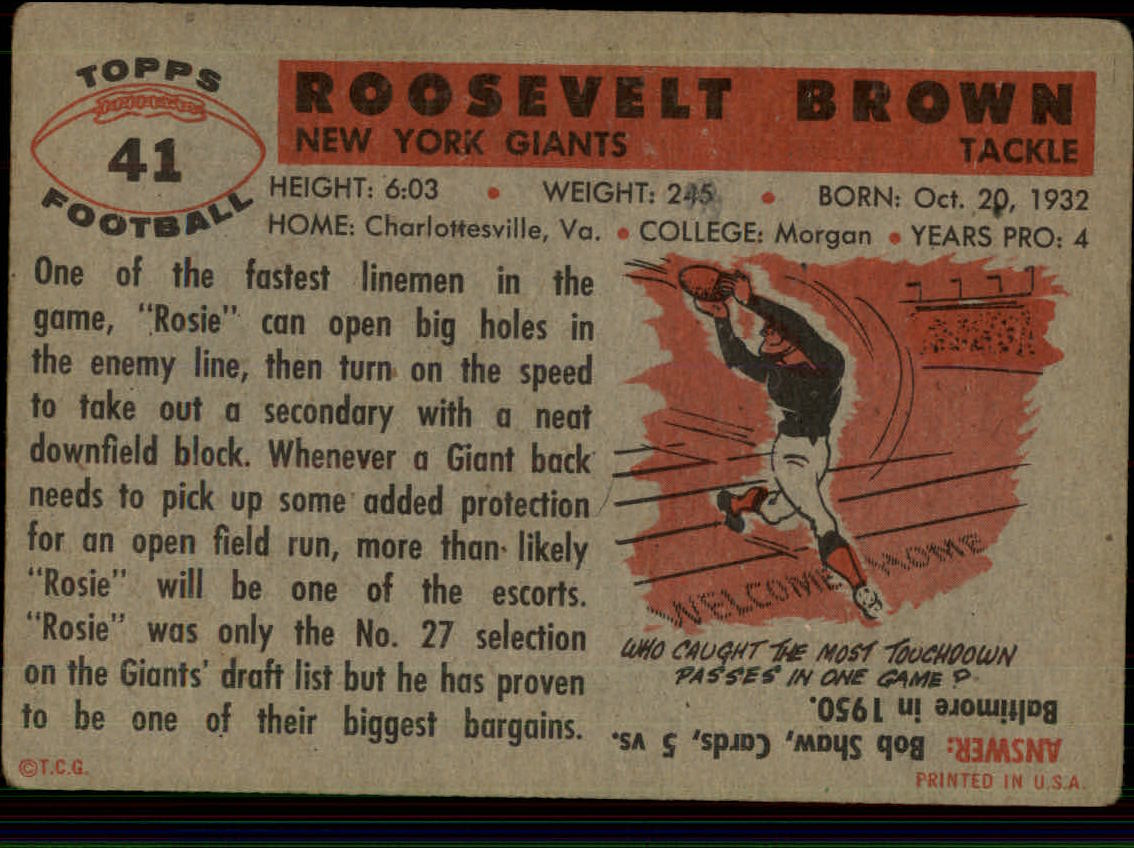 TOPPS
41
FOOTBALL
ROOSEVELT BROWN
NEW YORK GIANTS TACKLE
HEIGHT: 6:03 • WEIGHT: 245 • BORN: Oct. 20, 1932
HOME: Charlottesville, Va. • COLLEGE: Morgan • YEARS PRO: 4
One of the fastest linemen in the
game, "Rosie" can open big holes in
the enemy line, then turn on the speed
to take out a secondary with a neat
downfield block. Whenever a Giant back
needs to pick up some added protection
for an open field run, more than likely
"Rosie" will be one of the escorts.
"Rosie" was only the No. 27 selection
on the Giants' draft list but he has proven
to be one of their biggest bargains.
©T.C.G.
WELCOME HOME
WHO CAUGHT THE MOST TOUCHDOWN
PASSES IN ONE GAME?
ANSWER: Bob Shaw, Cards, 5 vs.
Baltimore in 1950.
PRINTED IN U.S.A.